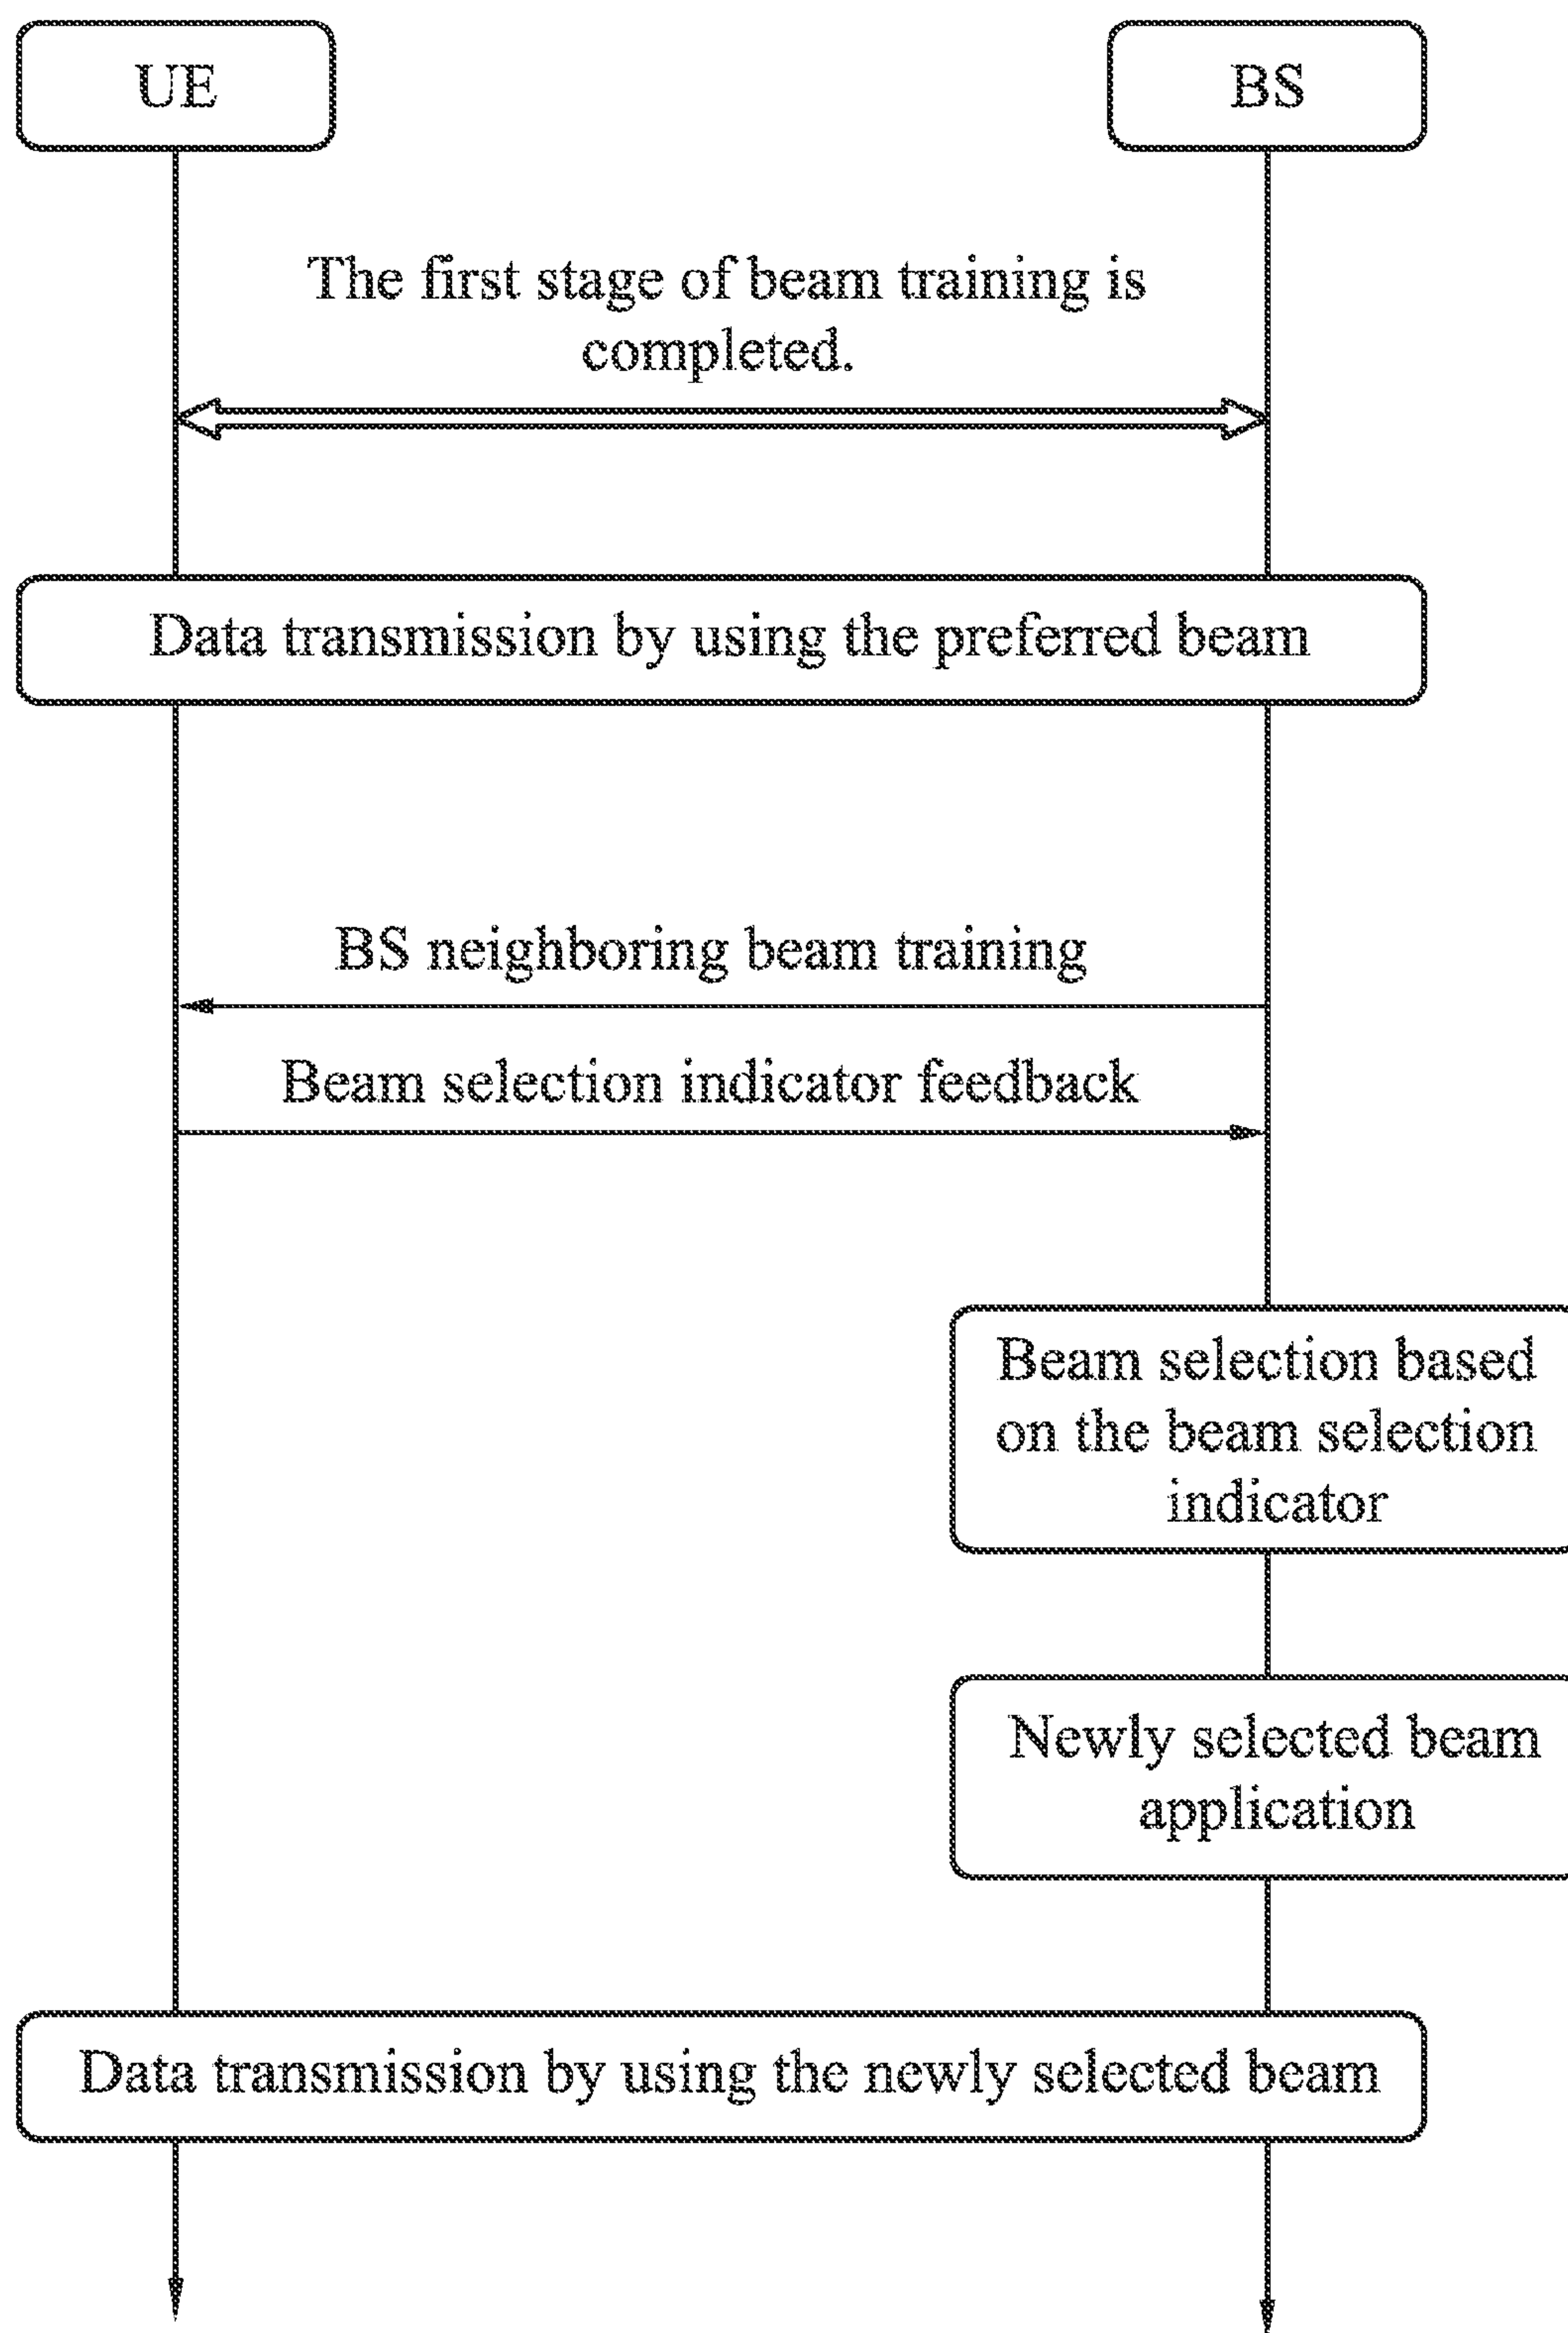 UE
BS
The first stage of beam training is
completed.
Data transmission by using the preferred beam
BS neighboring beam training
Beam selection indicator feedback
Beam selection based
on the beam selection
indicator
Newly selected beam
application
Data transmission by using the newly selected beam